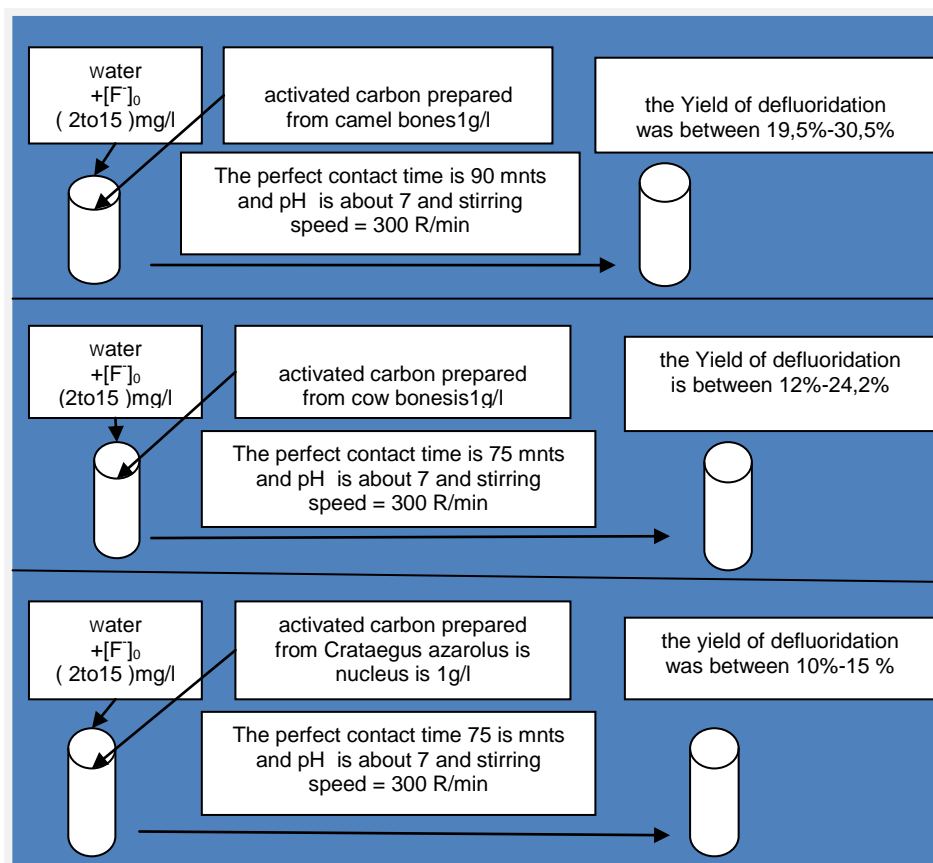 water
+[F⁻]₀
( 2to15 )mg/l
activated carbon prepared
from camel bones1g/l
the Yield of defluoridation
was between 19,5%-30,5%
The perfect contact time is 90 mnts
and pH is about 7 and stirring
speed = 300 R/min
water
+[F⁻]₀
(2to15 )mg/l
activated carbon prepared
from cow bonesis1g/l
the Yield of defluoridation
is between 12%-24,2%
The perfect contact time is 75 mnts
and pH is about 7 and stirring
speed = 300 R/min
water
+[F⁻]₀
( 2to15 )mg/l
activated carbon prepared
from Crataegus azarolus is
nucleus is 1g/l
the yield of defluoridation
was between 10%-15 %
The perfect contact time 75 is mnts
and pH is about 7 and stirring
speed = 300 R/min